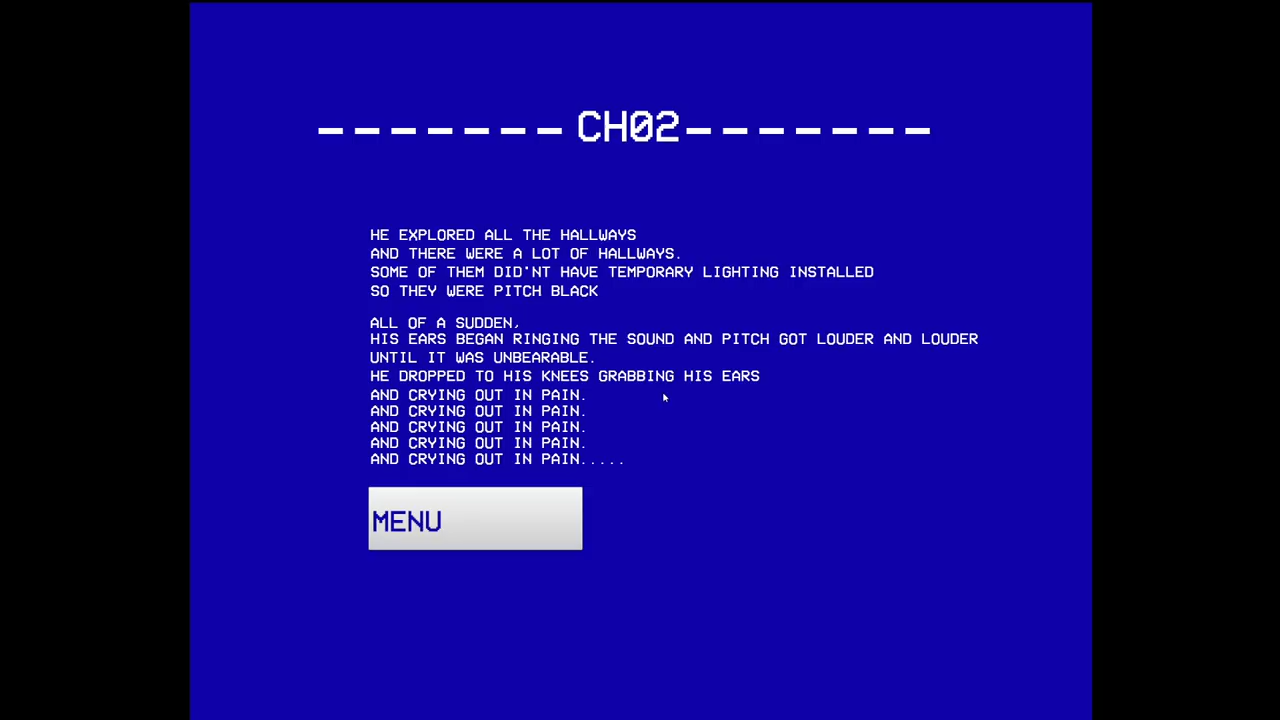 ------- CH02-------
HE EXPLORED ALL THE HALLWAYS
AND THERE WERE A LOT OF HALLWAYS.
SOME OF THEM DID'NT HAVE TEMPORARY LIGHTING INSTALLED
SO THEY WERE PITCH BLACK
ALL OF A SUDDEN,
HIS EARS BEGAN RINGING THE SOUND AND PITCH GOT LOUDER AND LOUDER
UNTIL IT WAS UNBEARABLE.
HE DROPPED TO HIS KNEES GRABBING HIS EARS
AND CRYING OUT IN PAIN.
AND CRYING OUT IN PAIN.
AND CRYING OUT IN PAIN.
AND CRYING OUT IN PAIN.
AND CRYING OUT IN PAIN.....
MENU